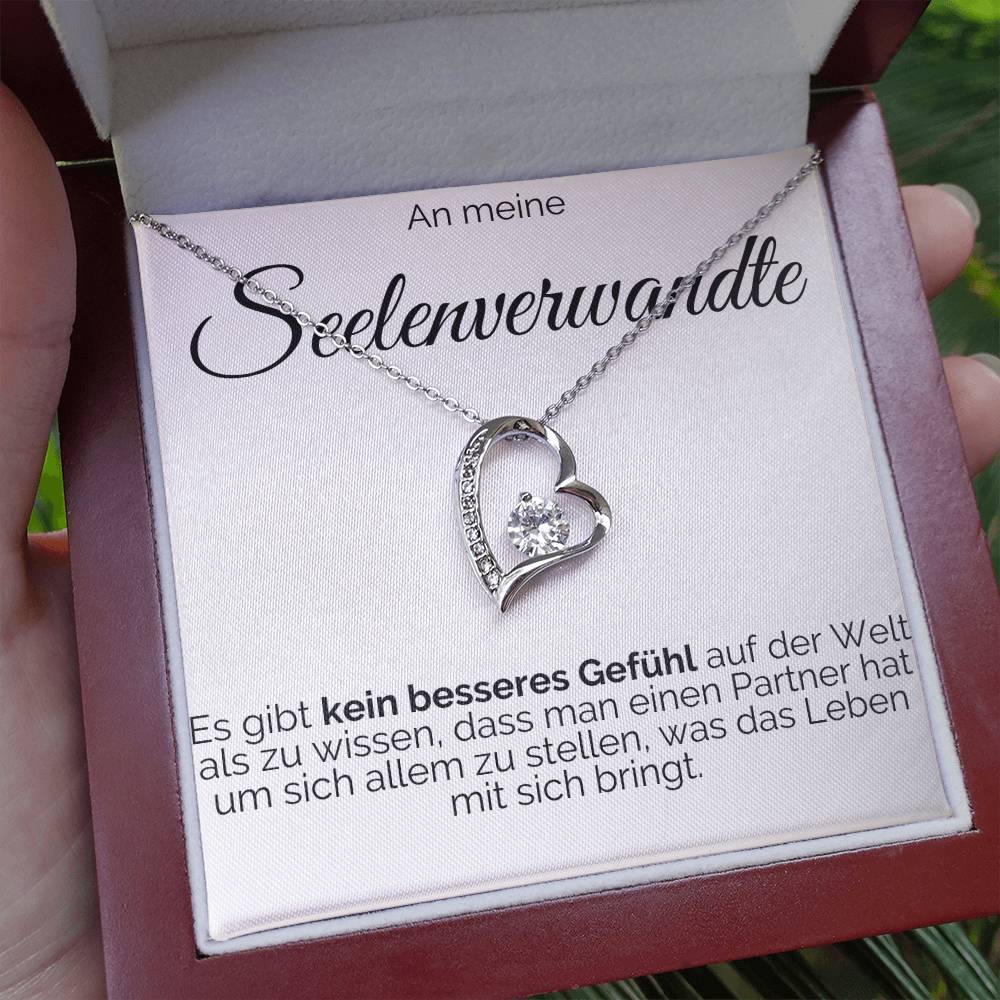 An meine
Seelenverwandte
Es gibt kein besseres Gefühl auf der Welt
als zu wissen, dass man einen Partner hat
um sich allem zu stellen, was das Leben
mit sich bringt.